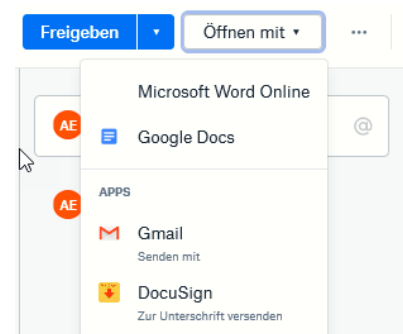 Freigeben
Öffnen mit
Microsoft Word Online
AE
Google Docs
@
AE
APPS
Gmail
Senden mit
DocuSign
Zur Unterschrift versenden